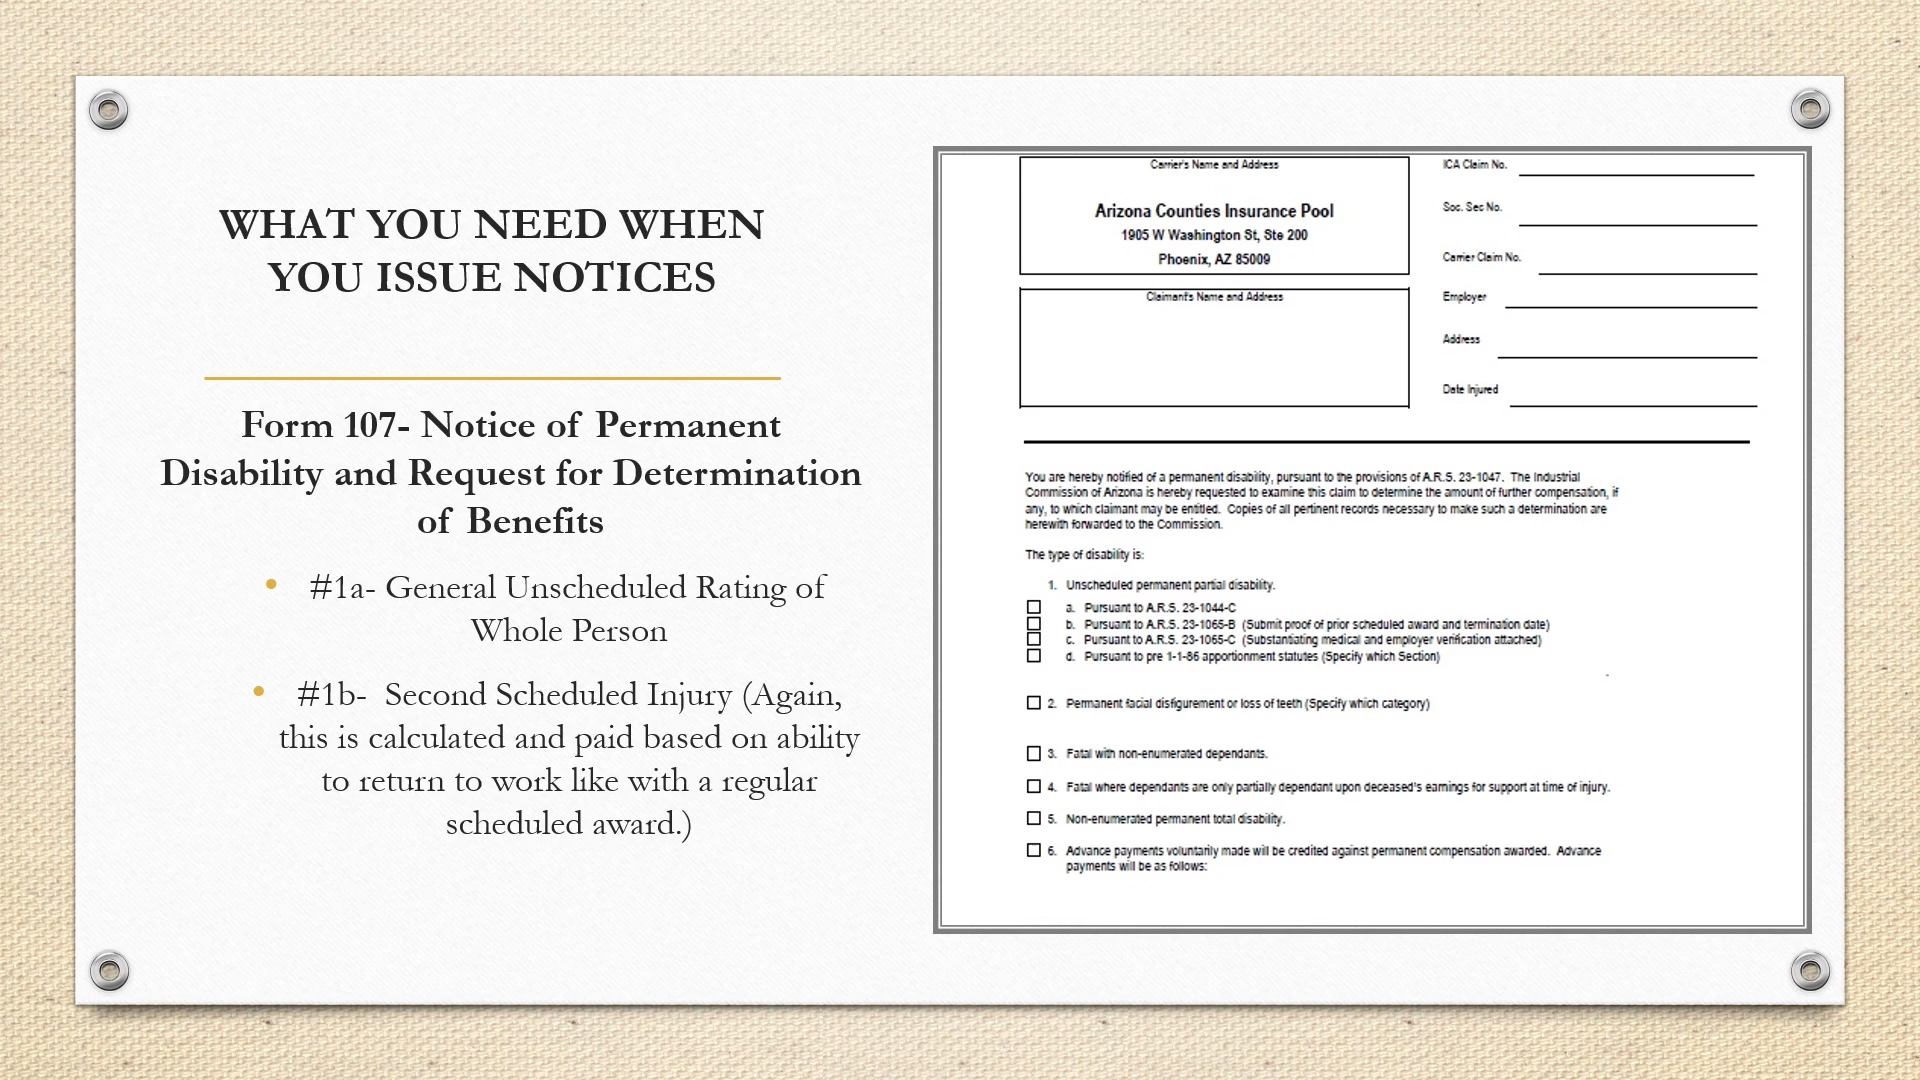 WHAT YOU NEED WHEN
YOU ISSUE NOTICES
Form 107- Notice of Permanent
Disability and Request for Determination
of Benefits
• #1a- General Unscheduled Rating of
Whole Person
• #1b- Second Scheduled Injury (Again,
this is calculated and paid based on ability
to return to work like with a regular
scheduled award.)
Carrier's Name and Address
Arizona Counties Insurance Pool
1905 W Washington St, Ste 200
Phoenix, AZ 85009
Claimant's Name and Address
ICA Claim No.
Soc. Sec No.
Carrier Claim No.
Employer
Address
Date Injured
You are hereby notified of a permanent disability, pursuant to the provisions of A.R.S. 23-1047. The Industrial
Commission of Arizona is hereby requested to examine this claim to determine the amount of further compensation, if
any, to which claimant may be entitled. Copies of all pertinent records necessary to make such a determination are
herewith forwarded to the Commission.
The type of disability is:
1. Unscheduled permanent partial disability.
a. Pursuant to A.R.S. 23-1044-C
b. Pursuant to A.R.S. 23-1065-B (Submit proof of prior scheduled award and termination date)
c. Pursuant to A.R.S. 23-1065-C (Substantiating medical and employer verification attached)
d. Pursuant to pre 1-1-86 apportionment statutes (Specify which Section)
2. Permanent facial disfigurement or loss of teeth (Specify which category)
3. Fatal with non-enumerated dependants.
4. Fatal where dependants are only partially dependant upon deceased's earnings for support at time of injury.
5. Non-enumerated permanent total disability.
6. Advance payments voluntarily made will be credited against permanent compensation awarded. Advance
payments will be as follows: